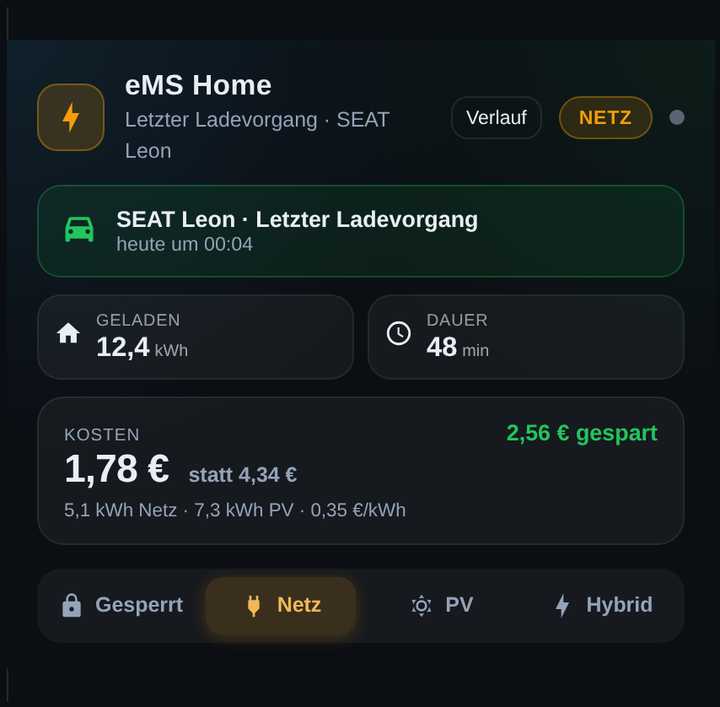 eMS Home
Letzter Ladevorgang · SEAT
Leon
Verlauf
NETZ
SEAT Leon · Letzter Ladevorgang
heute um 00:04
GELADEN
12,4 kWh
DAUER
48 min
KOSTEN
2,56 € gespart
1,78 € statt 4,34 €
5,1 kWh Netz · 7,3 kWh PV · 0,35 €/kWh
Gesperrt
Netz
PV
Hybrid